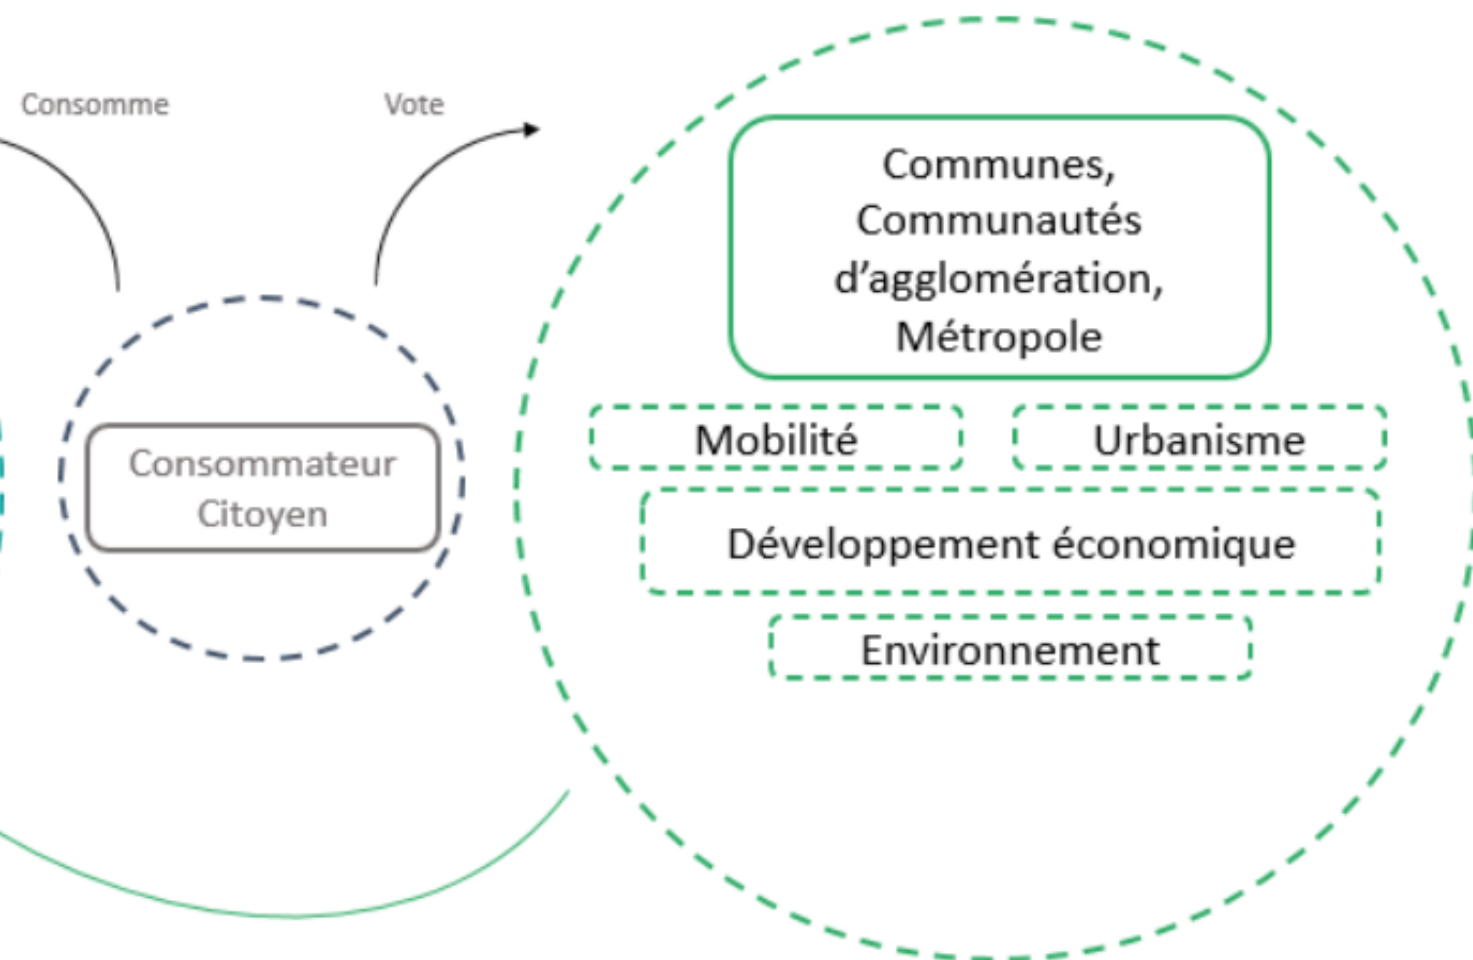 Consomme
Vote
Communes,
Communautés
d’agglomération,
Métropole
Mobilité
Urbanisme
Consommateur
Citoyen
Développement économique
Environnement